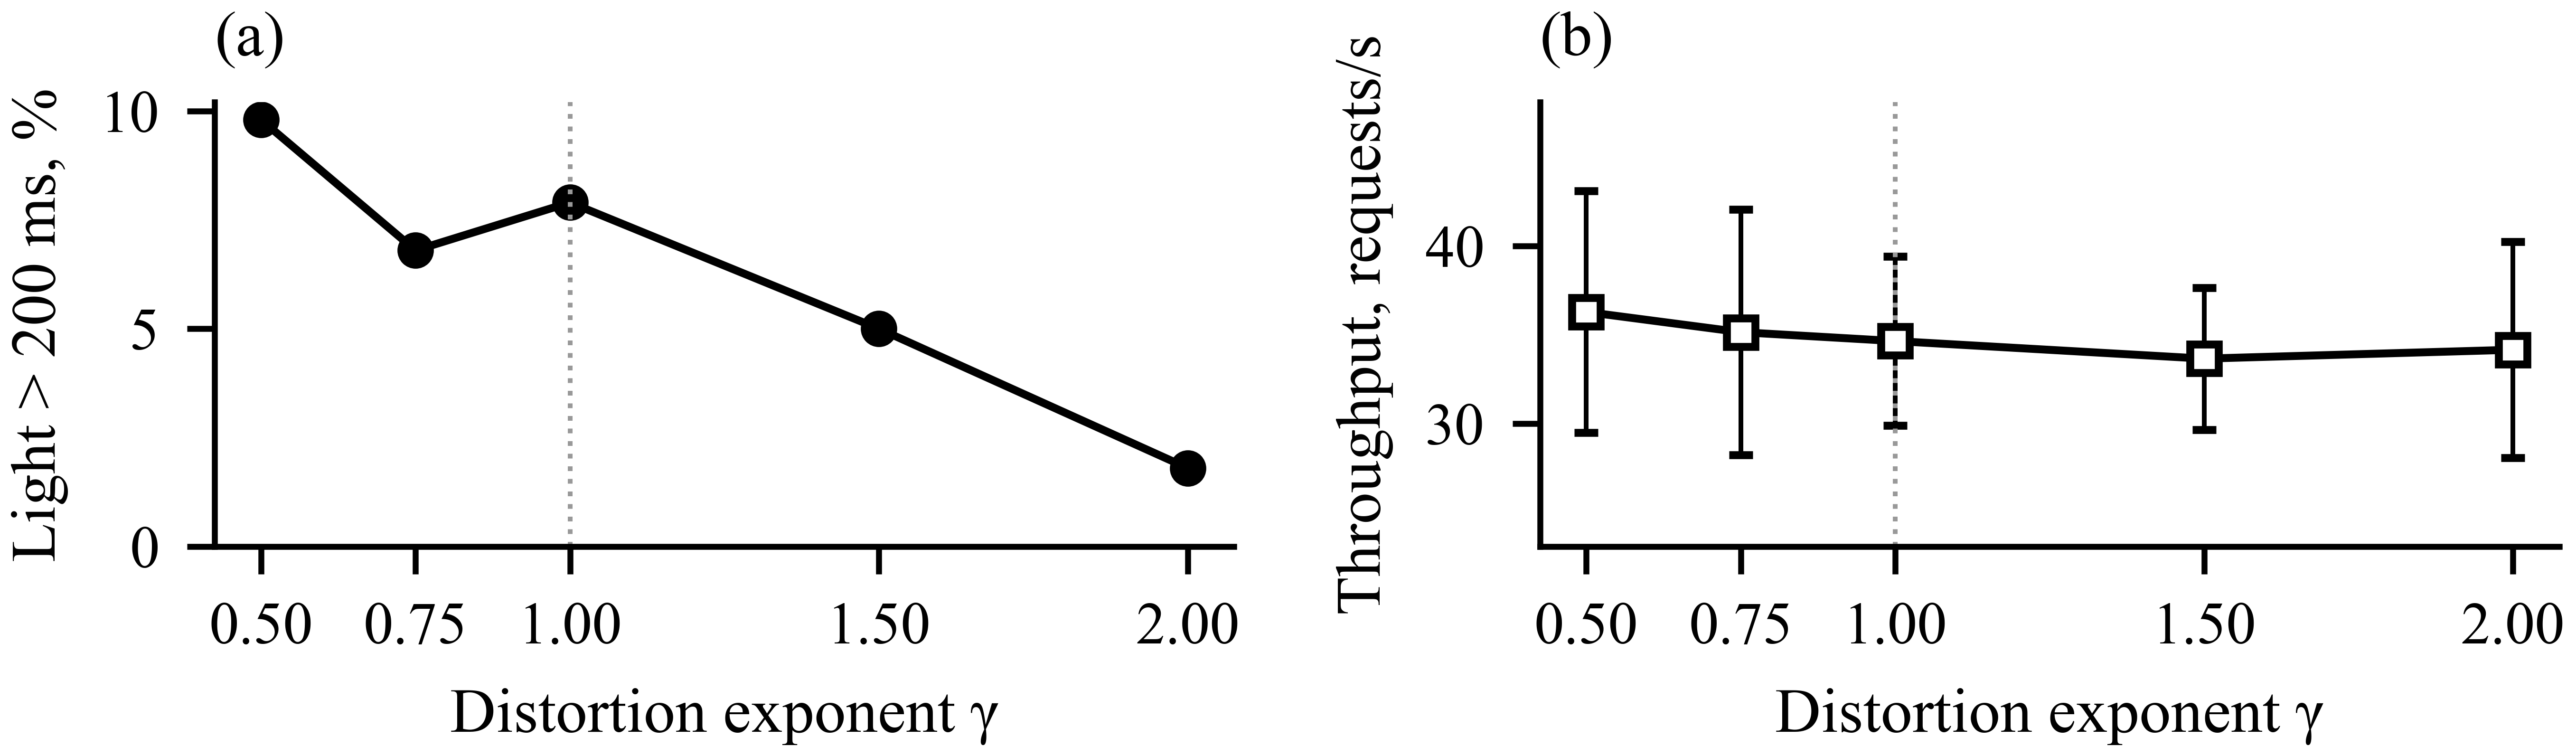 (a)
Light > 200 ms, %
10
5
0
0.50 0.75 1.00 1.50 2.00
Distortion exponent γ
(b)
Throughput, requests/s
40
30
0.50 0.75 1.00 1.50 2.00
Distortion exponent γ